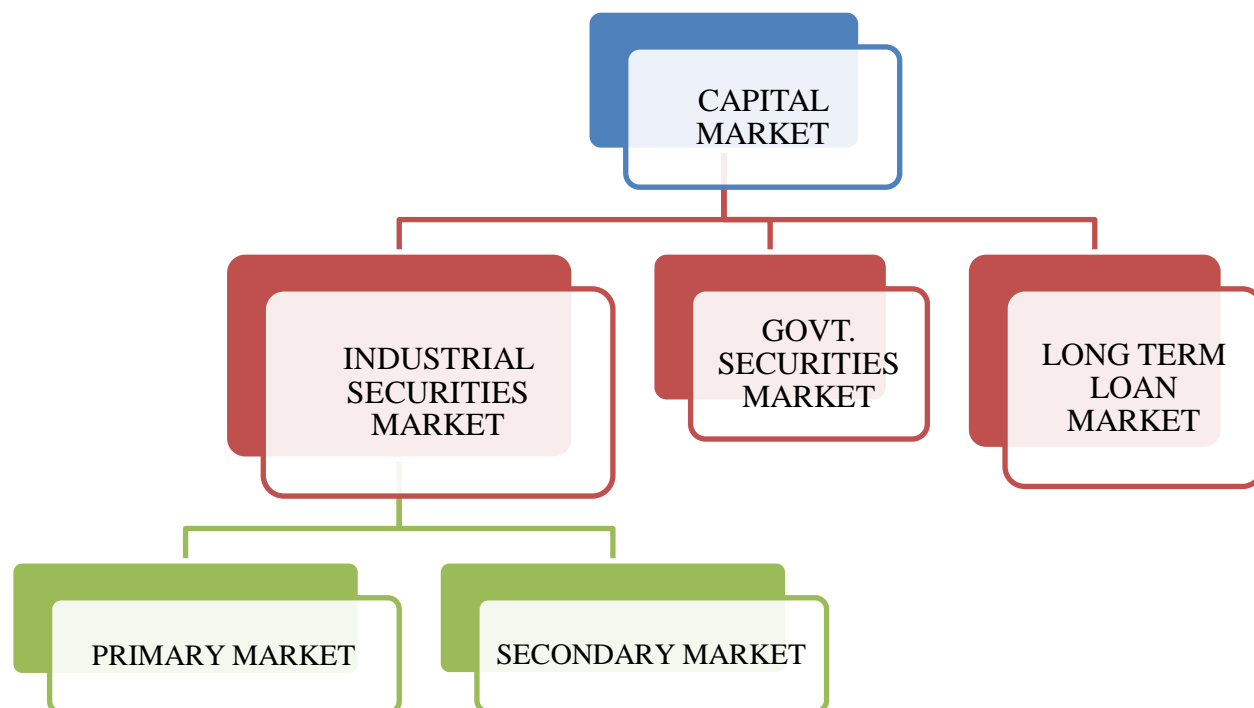 CAPITAL
MARKET
INDUSTRIAL
SECURITIES
MARKET
GOVT.
SECURITIES
MARKET
LONG TERM
LOAN
MARKET
PRIMARY MARKET
SECONDARY MARKET